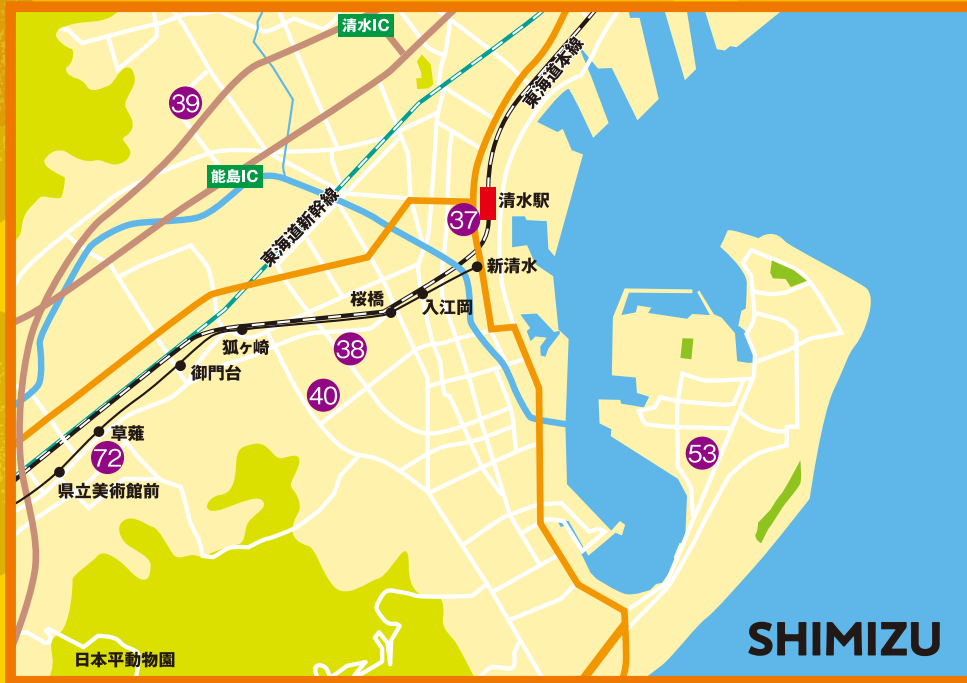 清水IC
東海道本線
39
能島IC
東海道新幹線
清水駅
37
新清水
桜橋
入江岡
狐ヶ崎
38
御門台
40
草薙
72
53
県立美術館前
SHIMIZU
日本平動物園